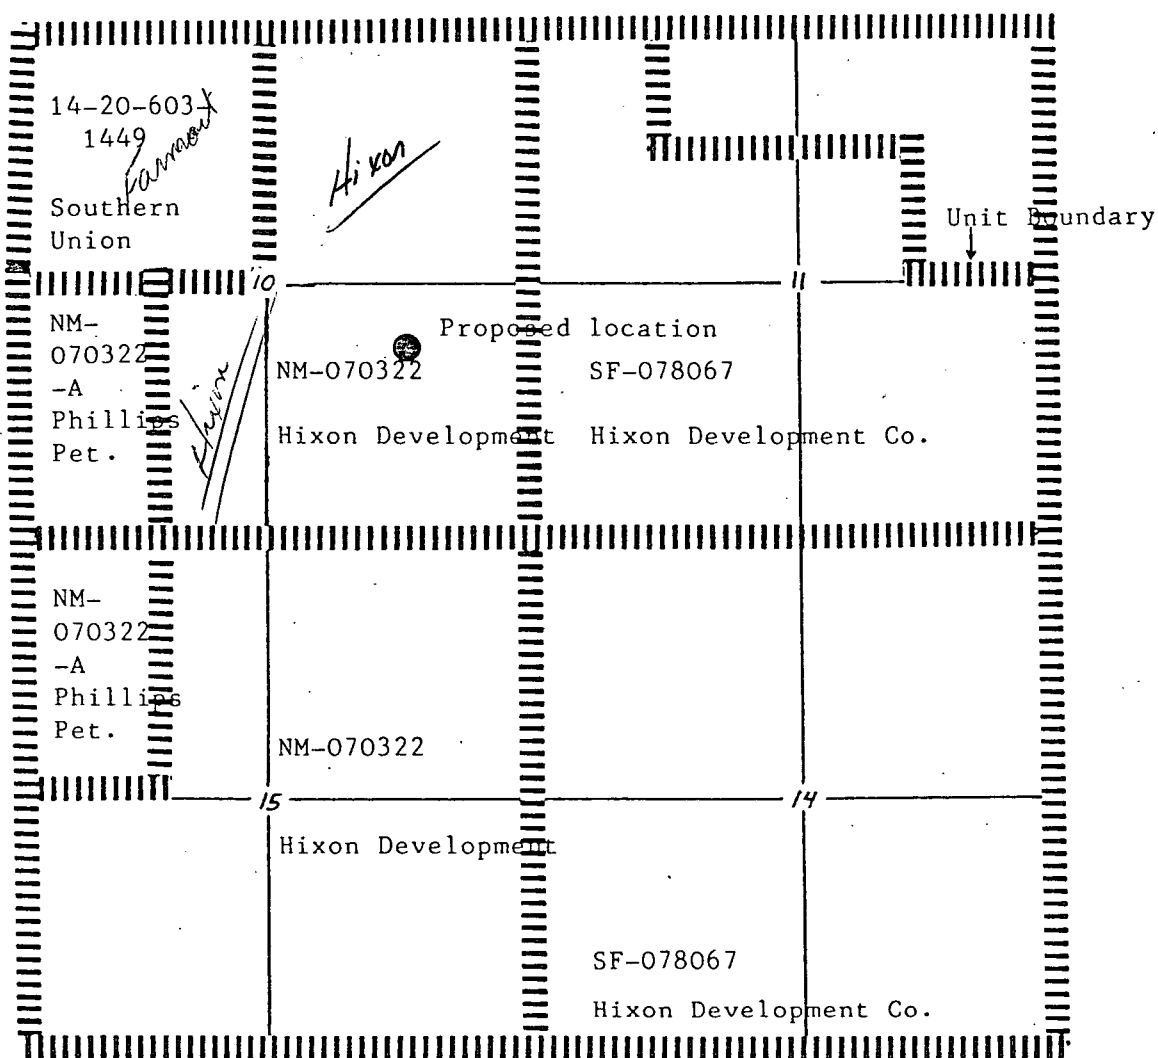 14-20-603-
1449
Southern
Union
Hixon
Unit Boundary
10
11
NM-
070322
-A
Phillips
Pet.
Hixon
Proposed location
NM-070322
Hixon Development
SF-078067
Hixon Development Co.
NM-
070322
-A
Phillips
Pet.
NM-070322
15
14
Hixon Development
SF-078067
Hixon Development Co.